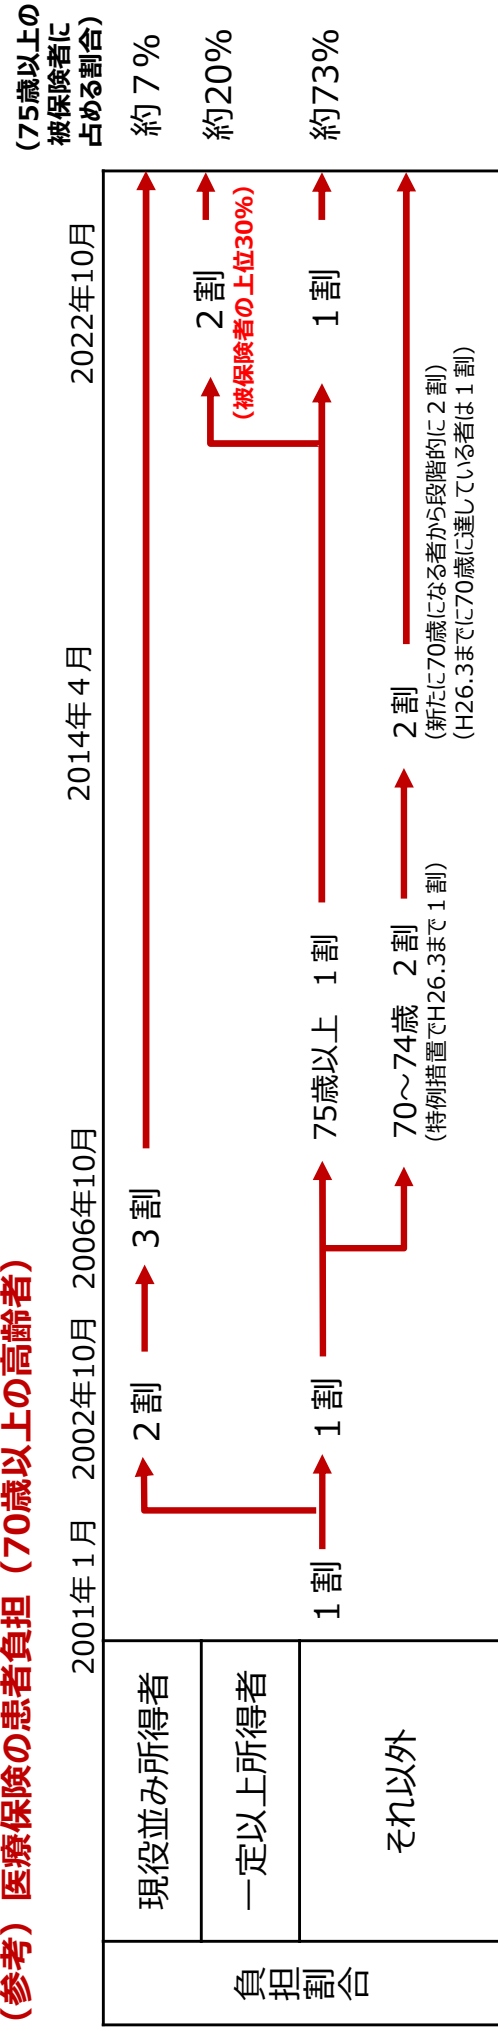 （参考）医療保険の患者負担（70歳以上の高齢者）
（75歳以上の
被保険者に
占める割合）
2001年１月
2002年10月
2006年10月
2014年４月
2022年10月
負担割合
現役並み所得者
２割
３割
約７%
一定以上所得者
２割
（被保険者の上位30%）
約20%
それ以外
１割
１割
75歳以上 １割
１割
約73%
70～74歳 ２割
（特例措置でH26.3まで１割）
２割
（新たに70歳になる者から段階的に２割）
（H26.3までに70歳に達している者は１割）